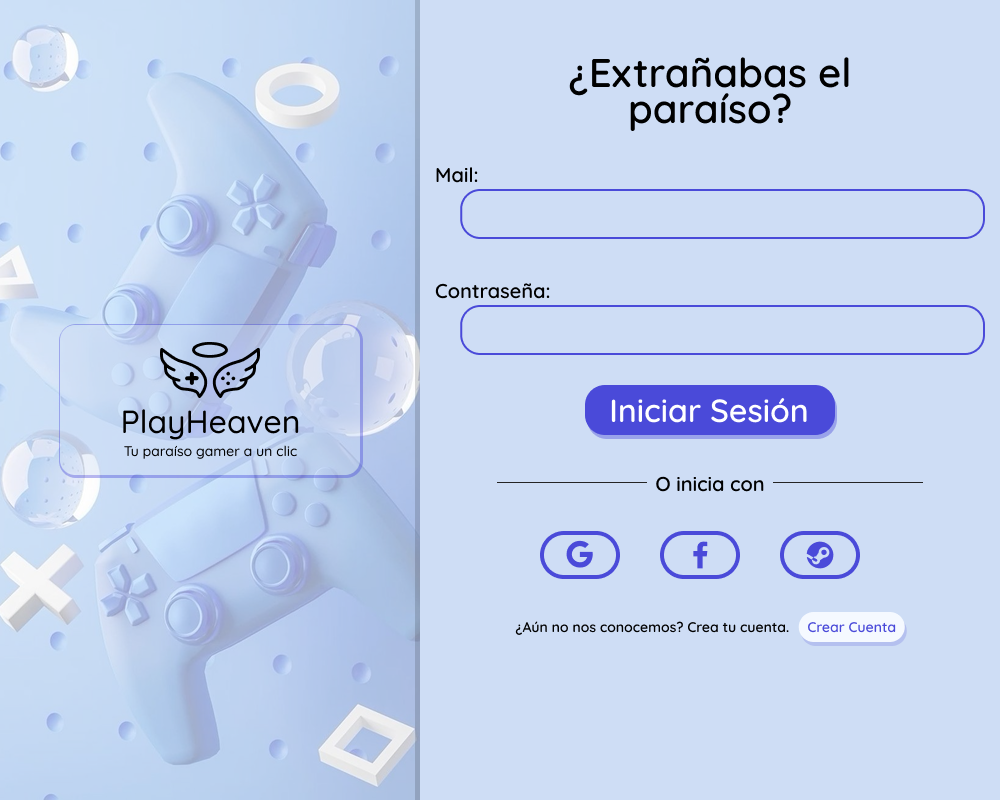 PlayHeaven
Tu paraíso gamer a un clic
¿Extrañabas el
paraíso?
Mail:
Contraseña:
Iniciar Sesión
O inicia con
¿Aún no nos conocemos? Crea tu cuenta. Crear Cuenta